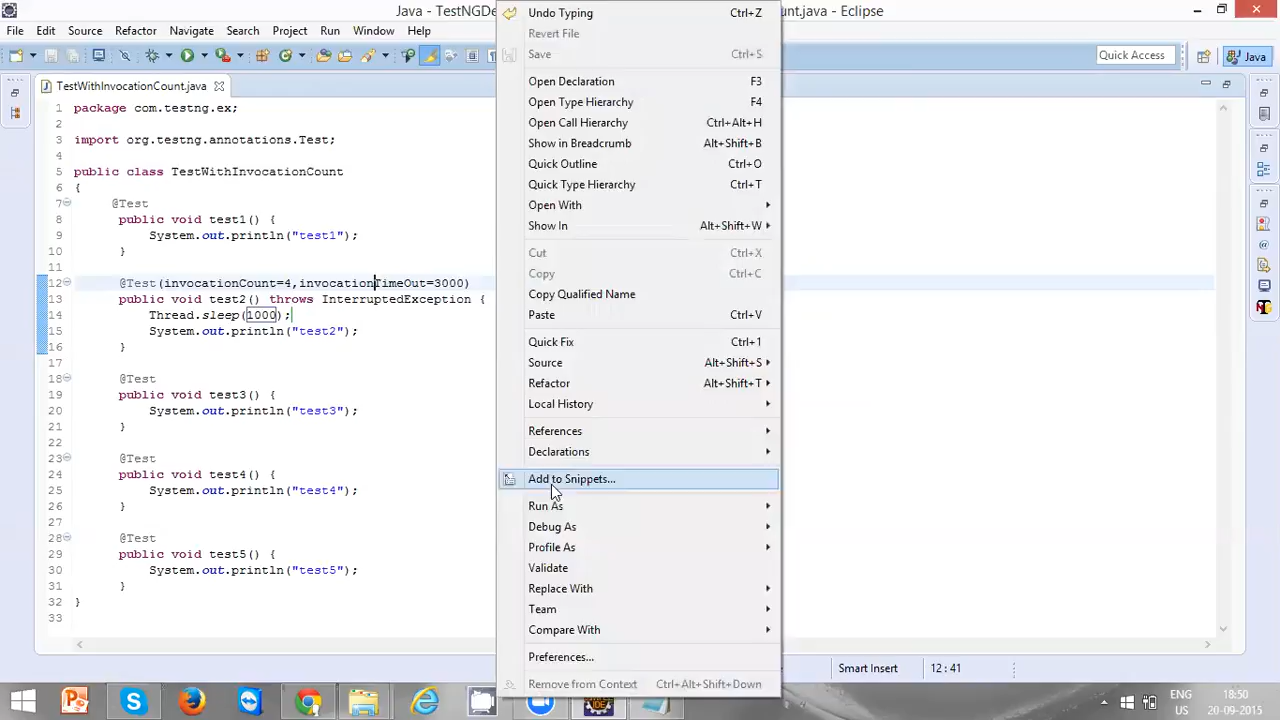 Java - TestNGDe
unt.java - Eclipse
File Edit Source Refactor Navigate Search Project Run Window Help
Quick Access
Java
TestWithInvocationCount.java
1 package com.testng.ex;
2
3 import org.testng.annotations.Test;
4
5 public class TestWithInvocationCount
6 {
7 @Test
8 public void test1() {
9 System.out.println("test1");
10 }
11
12 @Test(invocationCount=4,invocationTimeOut=3000)
13 public void test2() throws InterruptedException {
14 Thread.sleep(1000);
15 System.out.println("test2");
16 }
17
18 @Test
19 public void test3() {
20 System.out.println("test3");
21 }
22
23 @Test
24 public void test4() {
25 System.out.println("test4");
26 }
27
28 @Test
29 public void test5() {
30 System.out.println("test5");
31 }
32 }
33
Undo Typing Ctrl+Z
Revert File
Save Ctrl+S
Open Declaration F3
Open Type Hierarchy F4
Open Call Hierarchy Ctrl+Alt+H
Show in Breadcrumb Alt+Shift+B
Quick Outline Ctrl+O
Quick Type Hierarchy Ctrl+T
Open With
Show In Alt+Shift+W
Cut Ctrl+X
Copy Ctrl+C
Copy Qualified Name
Paste Ctrl+V
Quick Fix Ctrl+1
Source Alt+Shift+S
Refactor Alt+Shift+T
Local History
References
Declarations
Add to Snippets...
Run As
Debug As
Profile As
Validate
Replace With
Team
Compare With
Preferences...
Remove from Context Ctrl+Alt+Shift+Down
Smart Insert
12 : 41
ENG
US
18:50
20-09-2015